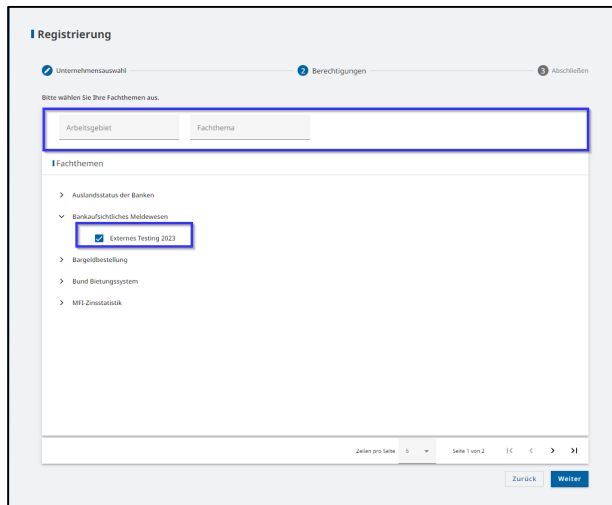 Registrierung
Unternehmensauswahl
2 Berechtigungen
3 Abschließen
Bitte wählen Sie Ihre Fachthemen aus.
Arbeitsgebiet Fachthema
Fachthemen
Auslandsstatus der Banken
Bankaufsichtliches Meldewesen
Externes Testing 2023
Bargeldbestellung
Bund Bietungssystem
MFI-Zinsstatistik
Zeilen pro Seite 5 Seite 1 von 2
Zurück Weiter